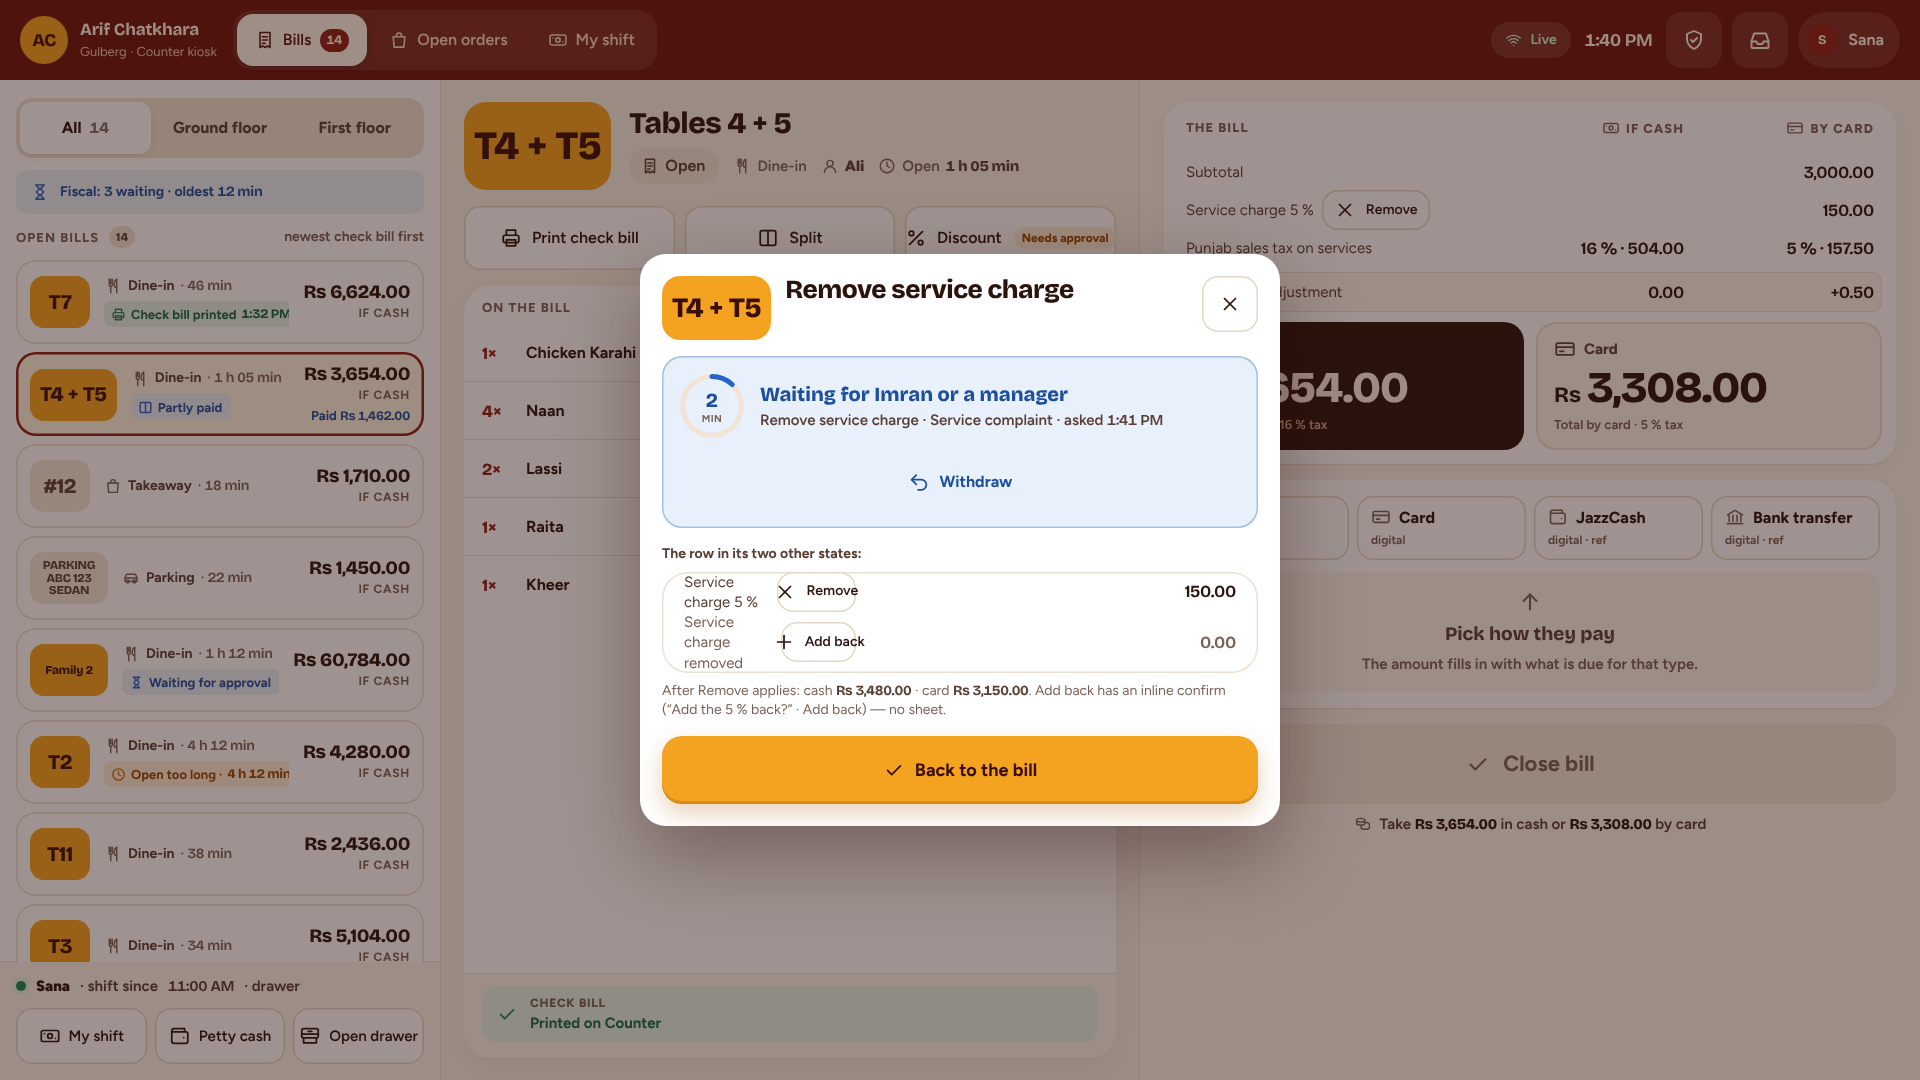 AC
Arif Chatkhara
Gulberg · Counter kiosk
Bills 14
Open orders
My shift
Live
1:40 PM
S
Sana
All 14
Ground floor
First floor
Fiscal: 3 waiting · oldest 12 min
OPEN BILLS 14
newest check bill first
T7
Dine-in · 46 min
Check bill printed 1:32 PM
Rs 6,624.00
IF CASH
T4 + T5
Dine-in · 1 h 05 min
Partly paid
Rs 3,654.00
IF CASH
Paid Rs 1,462.00
#12
Takeaway · 18 min
Rs 1,710.00
IF CASH
PARKING
ABC 123
SEDAN
Parking · 22 min
Rs 1,450.00
IF CASH
Family 2
Dine-in · 1 h 12 min
Waiting for approval
Rs 60,784.00
IF CASH
T2
Dine-in · 4 h 12 min
Open too long · 4 h 12 min
Rs 4,280.00
IF CASH
T11
Dine-in · 38 min
Rs 2,436.00
IF CASH
T3
Dine-in · 34 min
Rs 5,104.00
IF CASH
Sana · shift since 11:00 AM · drawer
My shift
Petty cash
Open drawer
T4 + T5
Tables 4 + 5
Open
Dine-in
Ali
Open 1 h 05 min
Print check bill
Split
Discount Needs approval
ON THE BILL
1× Chicken Karahi
4× Naan
2× Lassi
1× Raita
1× Kheer
CHECK BILL
Printed on Counter
T4 + T5
Remove service charge
2
MIN
Waiting for Imran or a manager
Remove service charge · Service complaint · asked 1:41 PM
Withdraw
The row in its two other states:
Service
charge 5 %
Remove
150.00
Service
charge
removed
Add back
0.00
After Remove applies: cash Rs 3,480.00 · card Rs 3,150.00. Add back has an inline confirm
(“Add the 5 % back?” · Add back) — no sheet.
Back to the bill
THE BILL
IF CASH
BY CARD
Subtotal 3,000.00
Service charge 5 % Remove 150.00
Punjab sales tax on services 16 % · 504.00 5 % · 157.50
0.00 +0.50
654.00
16 % tax
Card
Rs 3,308.00
Total by card · 5 % tax
Card
digital
JazzCash
digital · ref
Bank transfer
digital · ref
Pick how they pay
The amount fills in with what is due for that type.
Close bill
Take Rs 3,654.00 in cash or Rs 3,308.00 by card